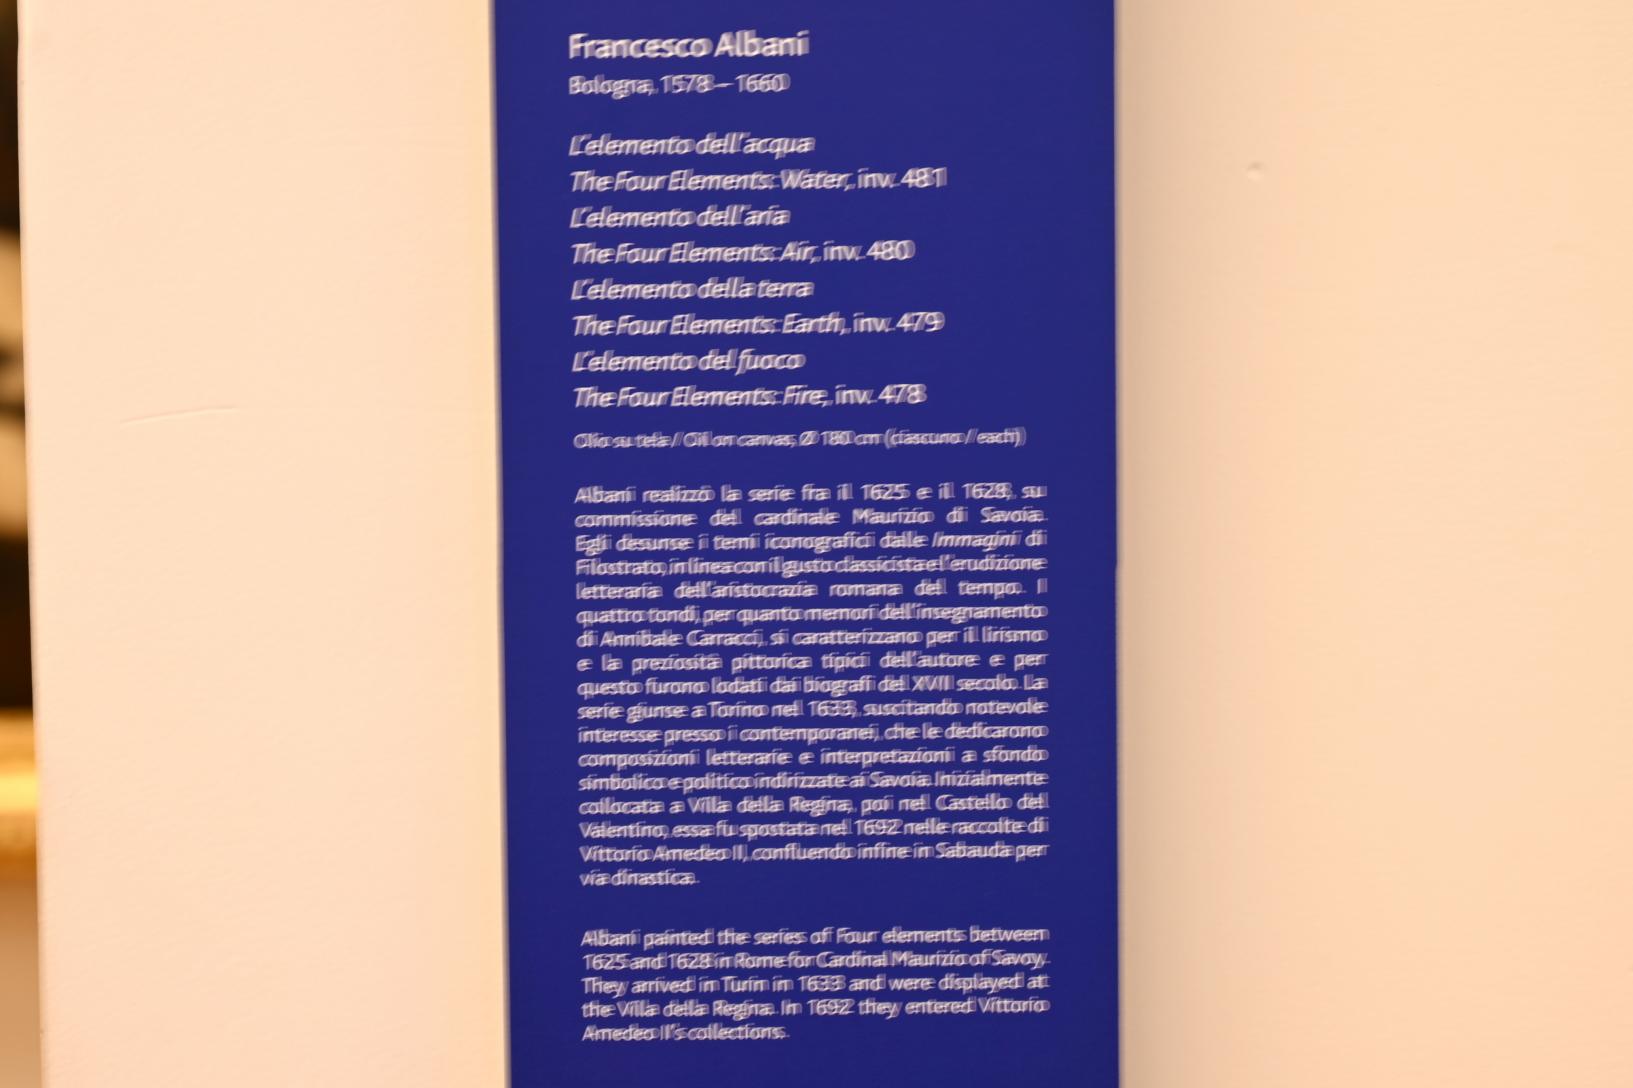 Francesco Albani
Bologna, 1578 – 1660
L'elemento dell'acqua
The Four Elements: Water, inv. 481
L'elemento dell'aria
The Four Elements: Air, inv. 480
L'elemento della terra
The Four Elements: Earth, inv. 479
L'elemento del fuoco
The Four Elements: Fire, inv. 478
Olio su tela / Oil on canvas, Ø 180 cm (ciascuno / each)
Albani realizzò la serie fra il 1625 e il 1628, su
commissione del cardinale Maurizio di Savoia.
Egli desunse i temi iconografici dalle Immagini di
Filostrato, in linea con il gusto classicista e l'erudizione
letteraria dell'aristocrazia romana del tempo. I
quattro tondi, per quanto memori dell'insegnamento
di Annibale Carracci, si caratterizzano per il lirismo
e la preziosità pittorica tipici dell'autore e per
questo furono lodati dai biografi del XVII secolo. La
serie giunse a Torino nel 1633, suscitando notevole
interesse presso i contemporanei, che le dedicarono
composizioni letterarie e interpretazioni a sfondo
simbolico e politico indirizzate ai Savoia. Inizialmente
collocata a Villa della Regina, poi nel Castello del
Valentino, essa fu spostata nel 1692 nelle raccolte di
Vittorio Amedeo II, confluendo infine in Sabauda per
via dinastica.
Albani painted the series of Four elements between
1625 and 1628 in Rome for Cardinal Maurizio of Savoy.
They arrived in Turin in 1633 and were displayed at
the Villa della Regina. In 1692 they entered Vittorio
Amedeo II's collections.